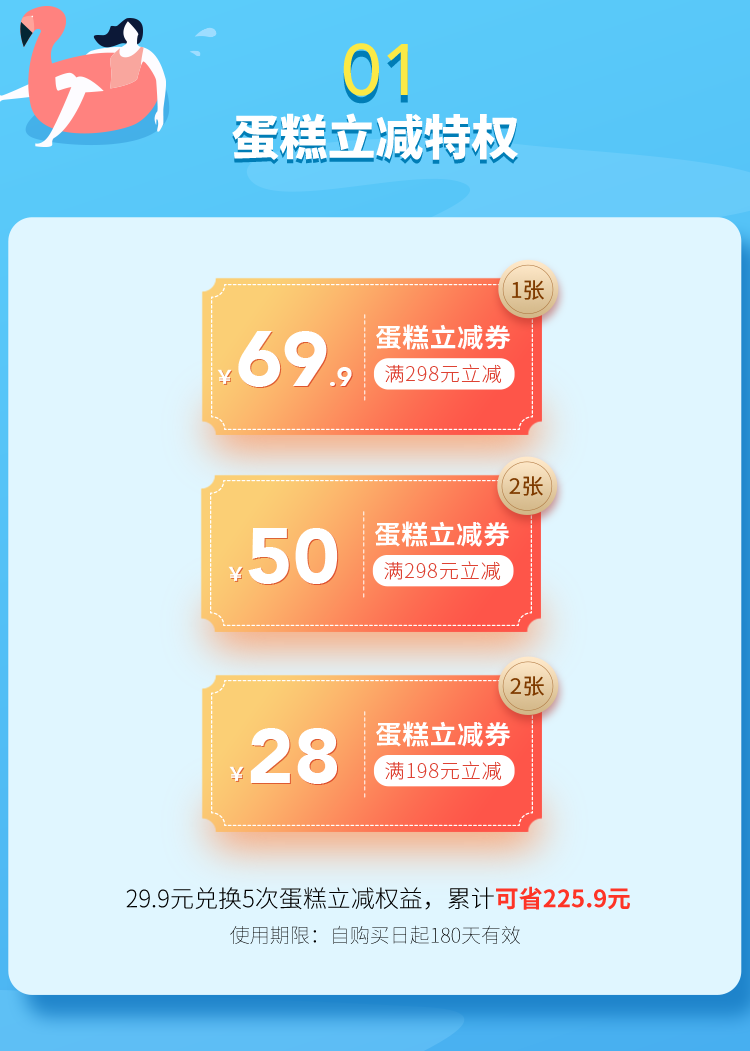 01
蛋糕立减特权
1张
¥69.9
蛋糕立减券
满298元立减
2张
¥50
蛋糕立减券
满298元立减
2张
¥28
蛋糕立减券
满198元立减
29.9元兑换5次蛋糕立减权益，累计可省225.9元
使用期限：自购买日起180天有效